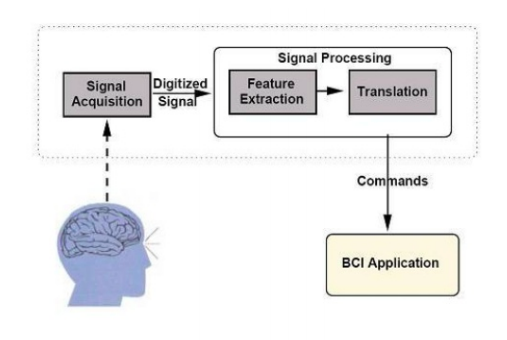 Signal Processing
Signal
Acquisition
Digitized
Signal
Feature
Extraction
Translation
Commands
BCI Application